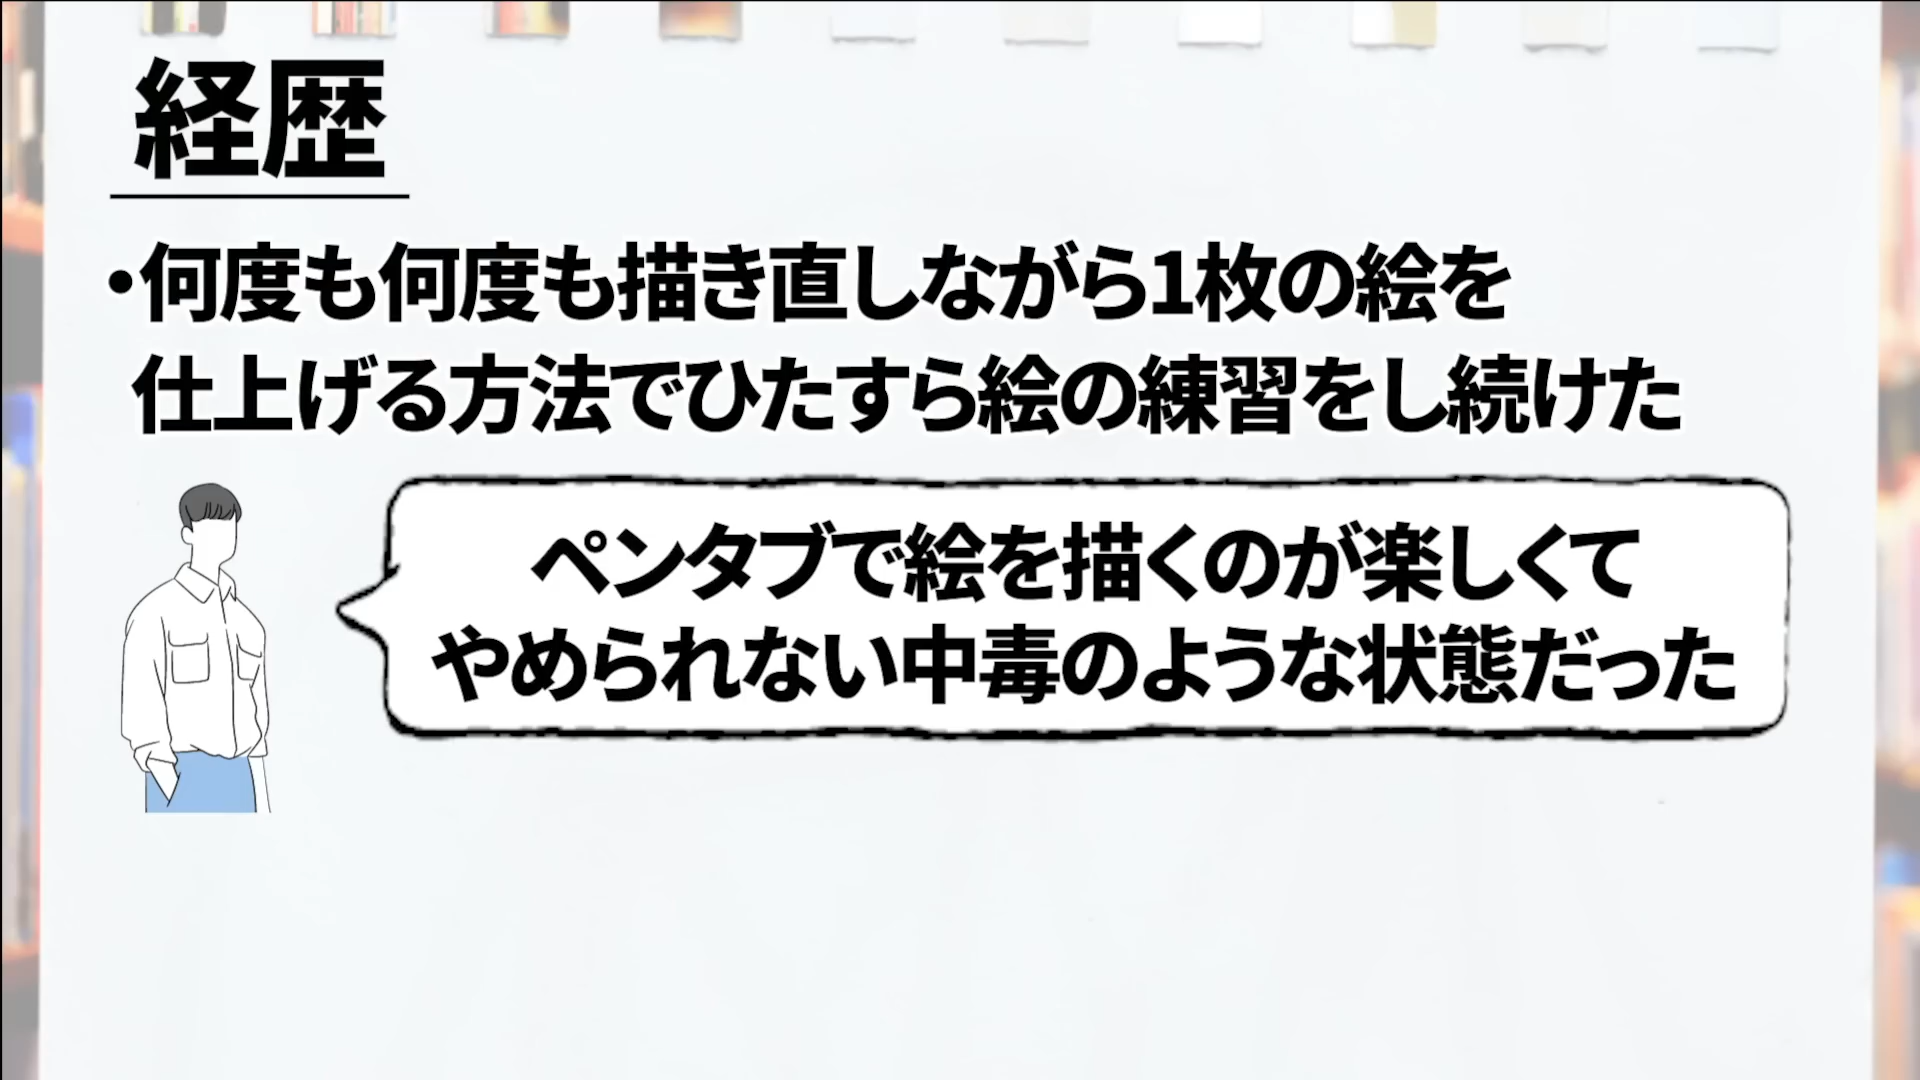 経歴
・何度も何度も描き直しながら1枚の絵を
仕上げる方法でひたすら絵の練習をし続けた
ペンタブで絵を描くのが楽しくて
やめられない中毒のような状態だった